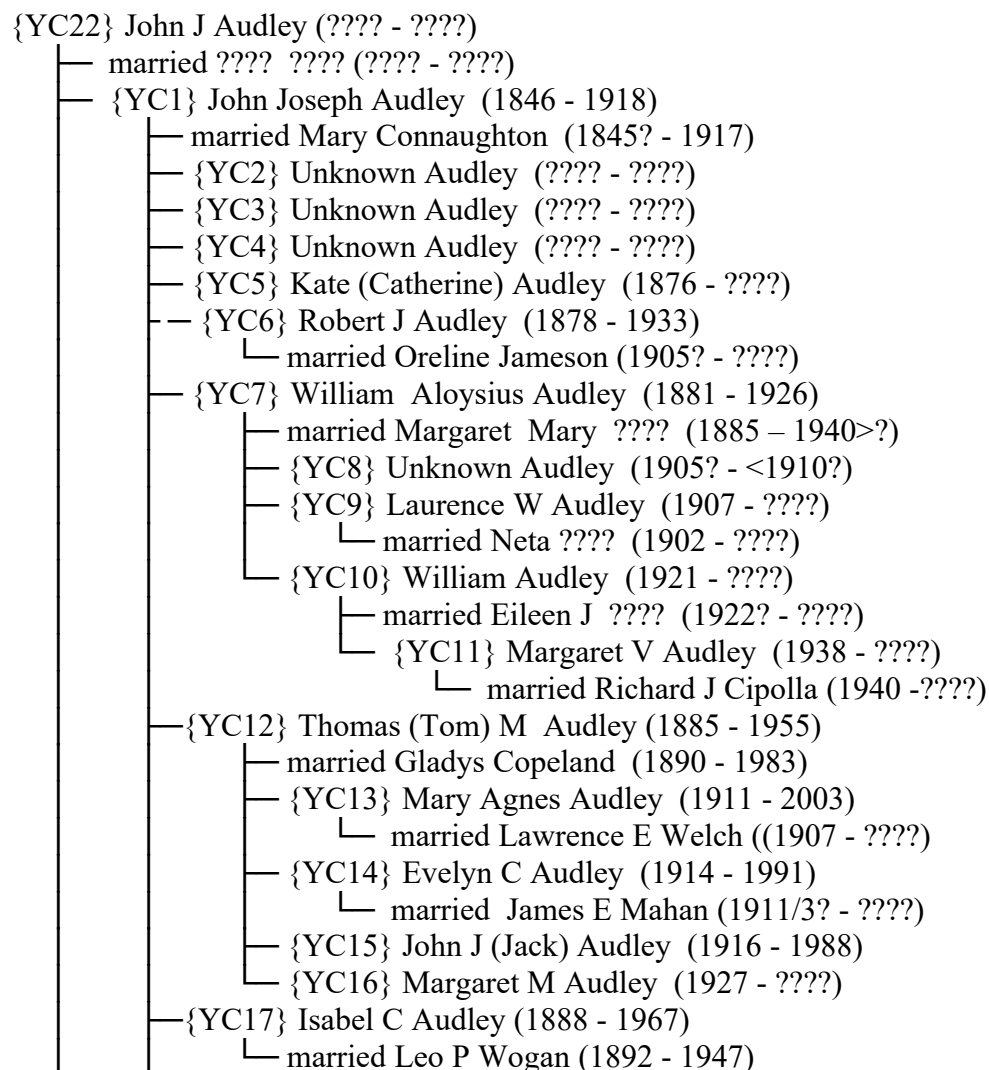 {YC22} John J Audley (???? - ????)
married ???? ???? (???? - ????)
{YC1} John Joseph Audley (1846 - 1918)
married Mary Connaughton (1845? - 1917)
{YC2} Unknown Audley (???? - ????)
{YC3} Unknown Audley (???? - ????)
{YC4} Unknown Audley (???? - ????)
{YC5} Kate (Catherine) Audley (1876 - ????)
{YC6} Robert J Audley (1878 - 1933)
married Oreline Jameson (1905? - ????)
{YC7} William Aloysius Audley (1881 - 1926)
married Margaret Mary ???? (1885 – 1940>?)
{YC8} Unknown Audley (1905? - <1910?)
{YC9} Laurence W Audley (1907 - ????)
married Neta ???? (1902 - ????)
{YC10} William Audley (1921 - ????)
married Eileen J ???? (1922? - ????)
{YC11} Margaret V Audley (1938 - ????)
married Richard J Cipolla (1940 -????)
{YC12} Thomas (Tom) M Audley (1885 - 1955)
married Gladys Copeland (1890 - 1983)
{YC13} Mary Agnes Audley (1911 - 2003)
married Lawrence E Welch ((1907 - ????)
{YC14} Evelyn C Audley (1914 - 1991)
married James E Mahan (1911/3? - ????)
{YC15} John J (Jack) Audley (1916 - 1988)
{YC16} Margaret M Audley (1927 - ????)
{YC17} Isabel C Audley (1888 - 1967)
married Leo P Wogan (1892 - 1947)